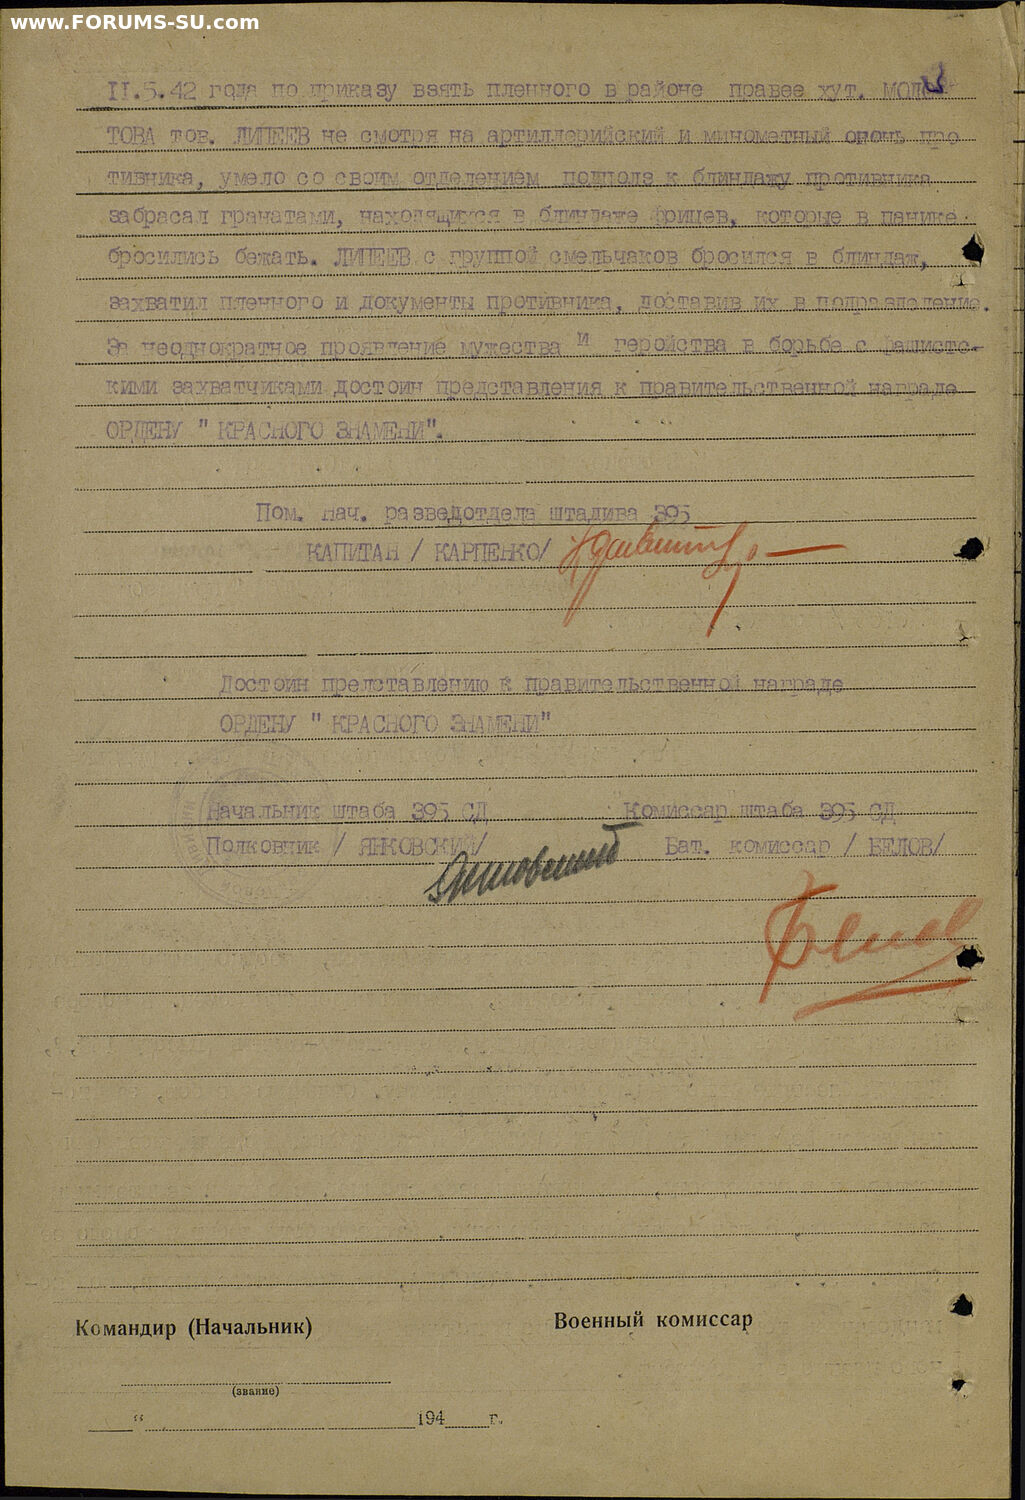 www.FORUMS-SU.com
II.5.42 года по приказу взять пленного в районе правее хут. МОЛО
ТОВА тов. ЛИПЕЕВ не смотря на артиллерийский и минометный огонь про
тивника, умело со своим отделением подполз к блиндажу противника
забрасал гранатами, находящихся в блиндаже фрицев, которые в панике
бросились бежать. ЛИПЕЕВ с группой смельчаков бросился в блиндаж,
захватил пленного и документы противника, доставив их в подразделение.
За неоднократное проявление мужества и геройства в борьбе с фашистс-
кими захватчиками достоин представления к правительственной награде
ОРДЕНУ " КРАСНОГО ЗНАМЕНИ".
Пом. Нач. разведотдела штадива 395
КАПИТАН / КАРПЕНКО/
Достоин представлению к правительственной награде
ОРДЕНУ " КРАСНОГО ЗНАМЕНИ"
Начальник штаба 395 СД Комиссар штаба 395 СД
Полковник / ЯНКОВСКИЙ/ Бат. комиссар / БЕЛОВ/
Янковский
Белов
Командир (Начальник) Военный комиссар
(звание)
" 194 г.